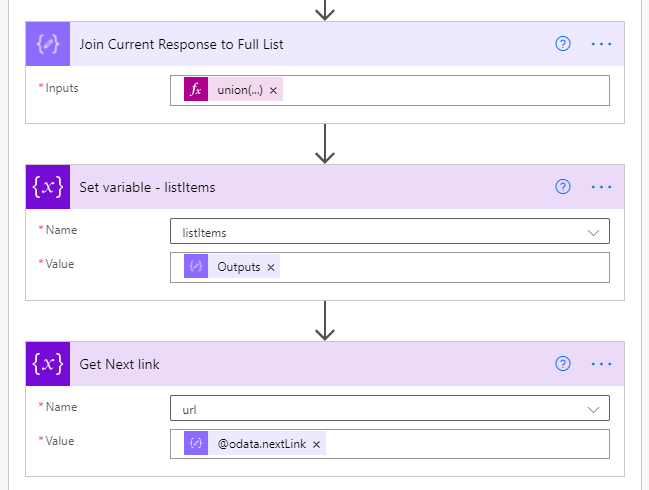 Join Current Response to Full List
* Inputs
fx union(...) ×
{x} Set variable - listItems
* Name
listItems
* Value
Outputs ×
{x} Get Next link
* Name
url
* Value
@odata.nextLink ×